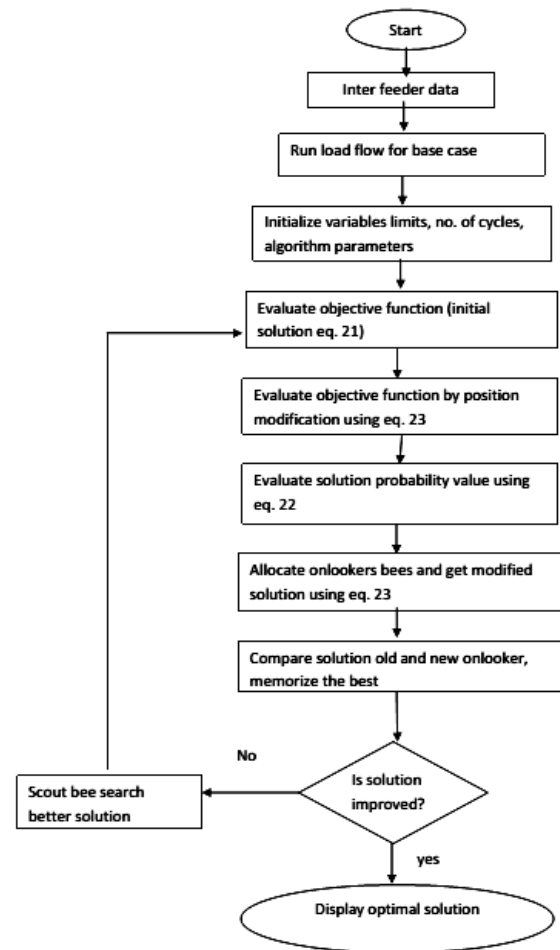 Start
Inter feeder data
Run load flow for base case
Initialize variables limits, no. of cycles,
algorithm parameters
Evaluate objective function (initial
solution eq. 21)
Evaluate objective function by position
modification using eq. 23
Evaluate solution probability value using
eq. 22
Allocate onlookers bees and get modified
solution using eq. 23
Compare solution old and new onlooker,
memorize the best
No
Is solution
improved?
Scout bee search
better solution
yes
Display optimal solution